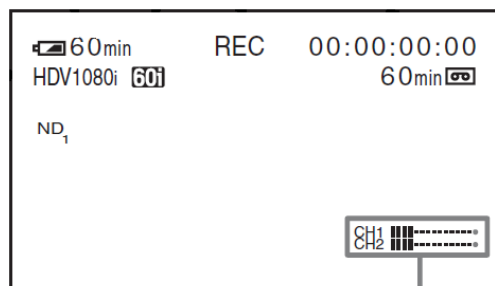 60min REC 00:00:00:00
HDV1080i 60i 60min
ND1
CH1
CH2